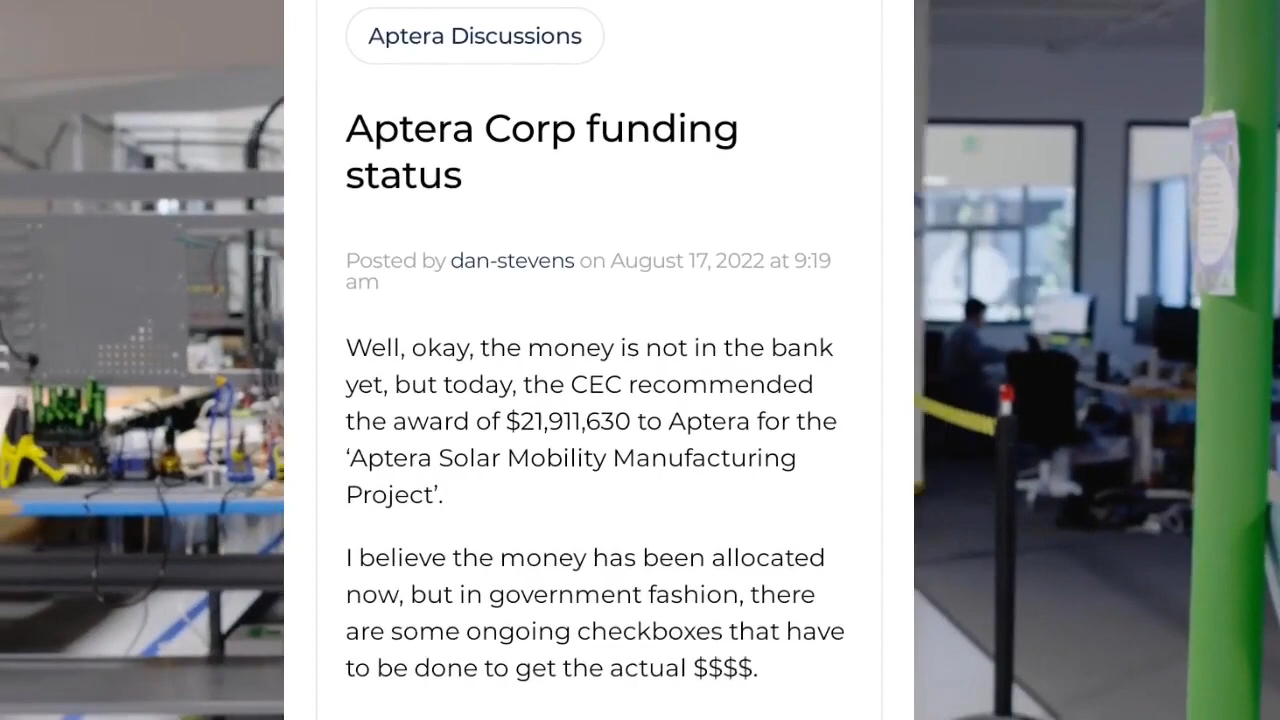 Aptera Discussions
Aptera Corp funding
status
Posted by dan-stevens on August 17, 2022 at 9:19
am
Well, okay, the money is not in the bank
yet, but today, the CEC recommended
the award of $21,911,630 to Aptera for the
‘Aptera Solar Mobility Manufacturing
Project’.
I believe the money has been allocated
now, but in government fashion, there
are some ongoing checkboxes that have
to be done to get the actual $$$$.